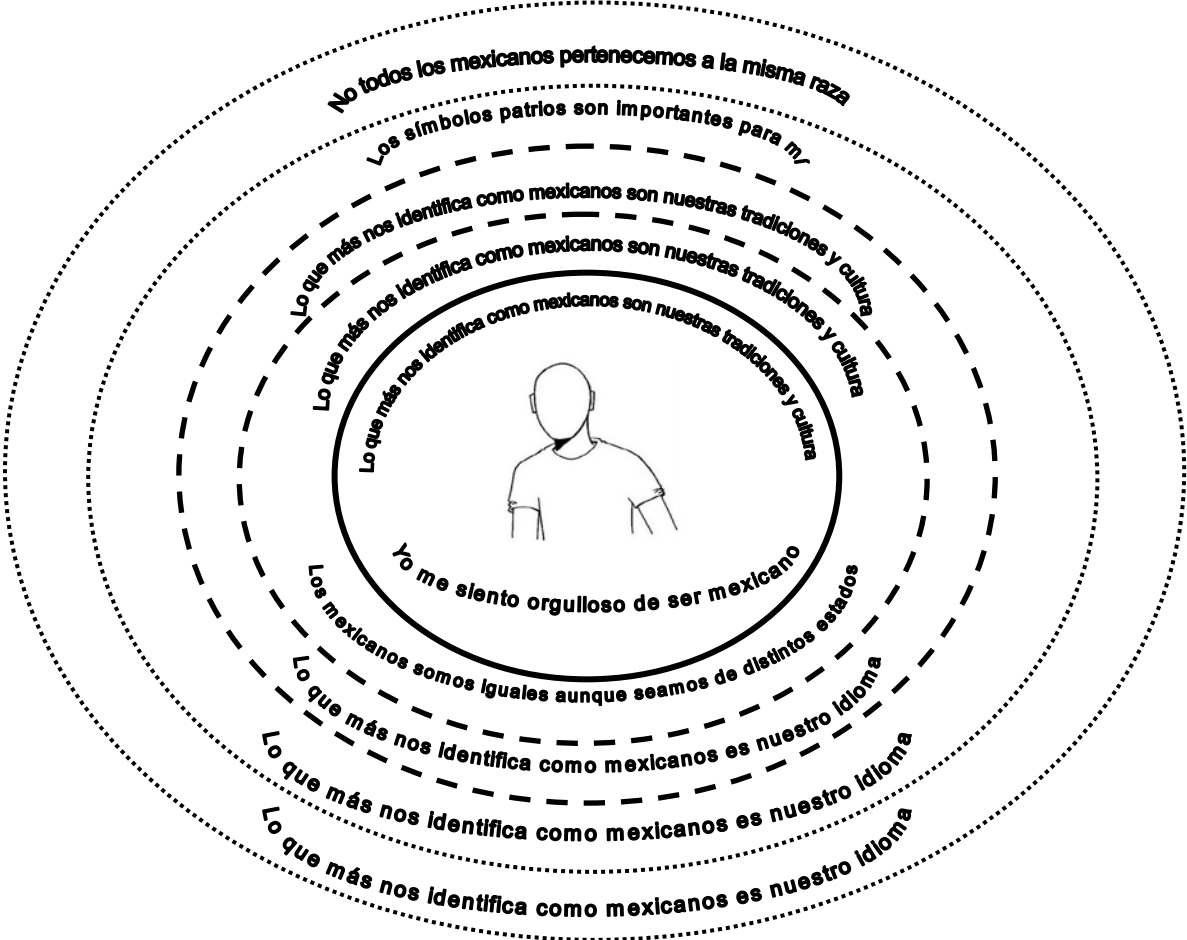 No todos los mexicanos pertenecemos a la misma raza
Los símbolos patrios son importantes para mí
Lo que más nos identifica como mexicanos son nuestras tradiciones y cultura
Lo que más nos identifica como mexicanos son nuestras tradiciones y cultura
Lo que más nos identifica como mexicanos son nuestras tradiciones y cultura
Yo me siento orgulloso de ser mexicano
Los mexicanos somos iguales aunque seamos de distintos estados
Lo que más nos identifica como mexicanos es nuestro idioma
Lo que más nos identifica como mexicanos es nuestro idioma
Lo que más nos identifica como mexicanos es nuestro idioma